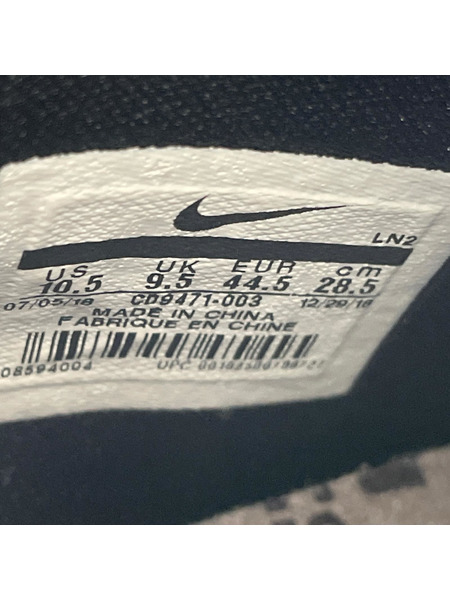 LN2
US UK EUR cm
10.5 9.5 44.5 28.5
07/05/18 CD9471-003 12/29/18
MADE IN CHINA
FABRIQUE EN CHINE
08594004 UPC